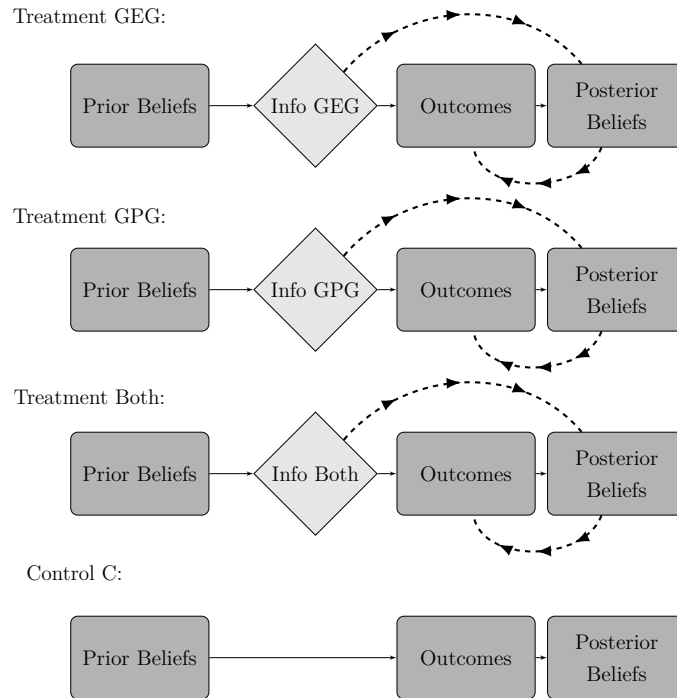 Treatment GEG:
Prior Beliefs
Info GEG
Outcomes
Posterior
Beliefs
Treatment GPG:
Prior Beliefs
Info GPG
Outcomes
Posterior
Beliefs
Treatment Both:
Prior Beliefs
Info Both
Outcomes
Posterior
Beliefs
Control C:
Prior Beliefs
Outcomes
Posterior
Beliefs